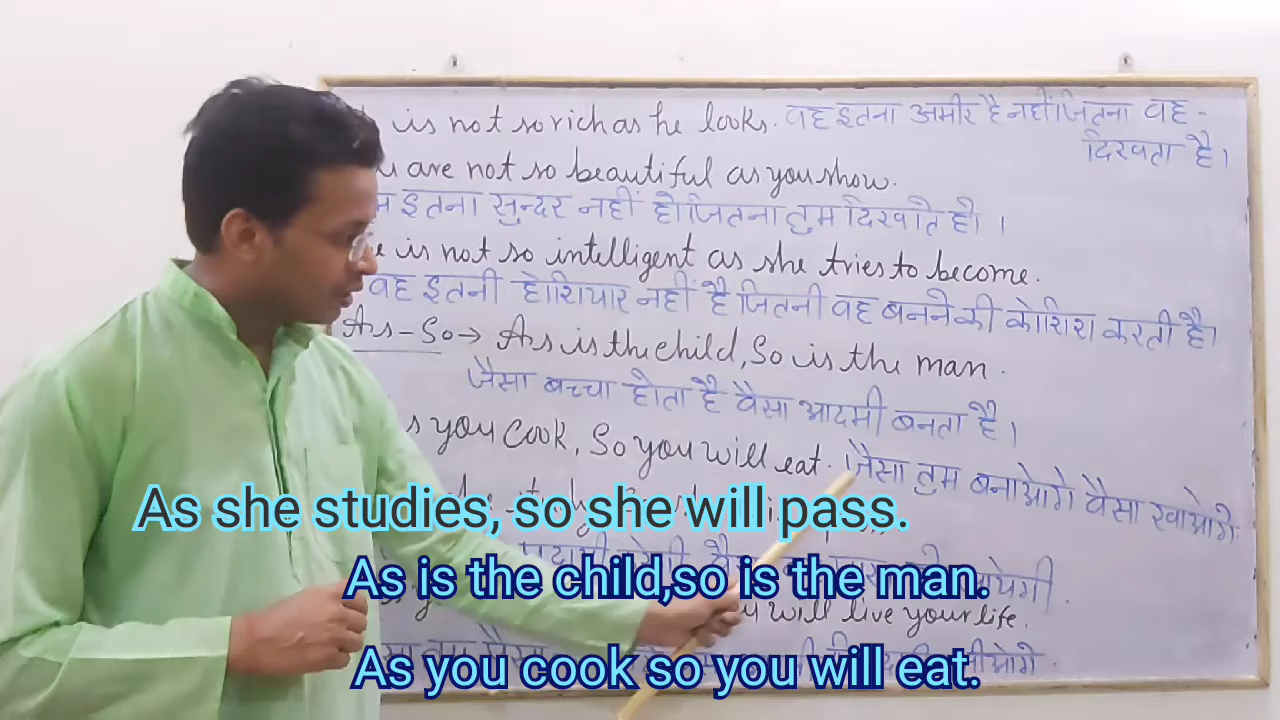 is not so rich as he looks. वह इतना अमीर है नहीं जितना वह -
दिखता है।
are not so beautiful as you show.
इतना सुन्दर नहीं हो जितना तुम दिखाते हो।
is not so intelligent as she tries to become.
वह इतनी होशियार नहीं है जितनी वह बनने की कोशिश करती है।
As - So → As is the child, So is the man.
जैसा बच्चा होता है वैसा आदमी बनता है।
you cook, So you will eat. जैसा तुम बनाओगे वैसा खाओगे
As she studies, so she will pass.
As is the child,so is the man.
will live your life.
As you cook so you will eat.